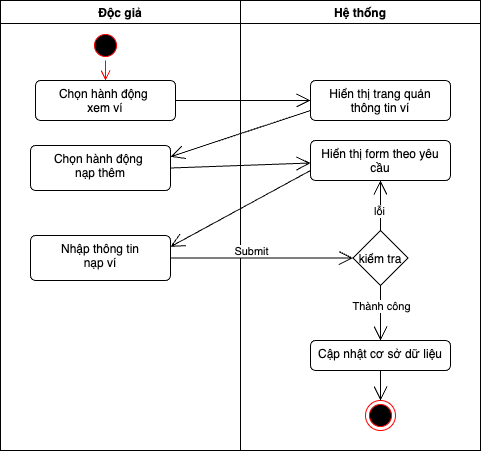 Độc giả
Hệ thống
Chọn hành động
xem ví
Hiển thị trang quản
thông tin ví
Chọn hành động
nạp thêm
Hiển thị form theo yêu
cầu
lỗi
Nhập thông tin
nạp ví
Submit
kiểm tra
Thành công
Cập nhật cơ sở dữ liệu